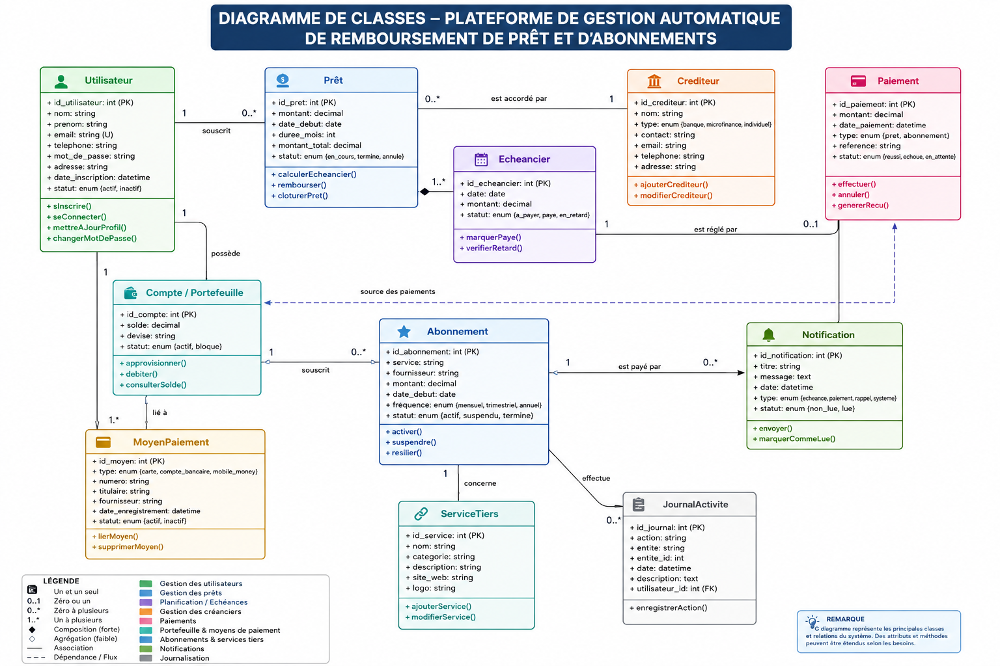 DIAGRAMME DE CLASSES – PLATEFORME DE GESTION AUTOMATIQUE
DE REMBOURSEMENT DE PRÊT ET D'ABONNEMENTS
Utilisateur
+ id_utilisateur: int (PK)
+ nom: string
+ prenom: string
+ email: string (U)
+ telephone: string
+ mot_de_passe: string
+ adresse: string
+ date_inscription: datetime
+ statut: enum {actif, inactif}
+ sInscrire()
+ seConnecter()
+ mettreAJourProfil()
+ changerMotDePasse()
1
0..*
souscrit
Prêt
+ id_pret: int (PK)
+ montant: decimal
+ date_debut: date
+ duree_mois: int
+ montant_total: decimal
+ statut: enum {en_cours, termine, annule}
+ calculerEcheancier()
+ rembourser()
+ cloturerPret()
0..*
est accordé par
1
Crediteur
+ id_crediteur: int (PK)
+ nom: string
+ type: enum {banque, microfinance, individuel}
+ contact: string
+ email: string
+ telephone: string
+ adresse: string
+ ajouterCrediteur()
+ modifierCrediteur()
Paiement
+ id_paiemeot: int (PK)
+ montant: decimal
+ date_paiement: datetime
+ type: enum {pret, abonnement}
+ reference: string
+ statut: enum {reussi, echoue, en_attente}
+ effectuer()
+ annuler()
+ genererRecu()
1..*
Echeancier
+ id_echeancier: int (PK)
+ date: date
+ montant: decimal
+ statut: enum {a_payer, paye, en_retard}
+ marquerPaye()
+ verifierRetard()
1
est réglé par
0..1
1
possède
1
Compte / Portefeuille
+ id_compte: int (PK)
+ solde: decimal
+ devise: string
+ statut: enum {actif, bloque}
+ approvisionner()
+ debiter()
+ consulterSolde()
source des paiements
1
0..*
souscrit
Abonnement
+ id_abonnement: int (PK)
+ service: string
+ fournisseur: string
+ montant: decimal
+ date_debut: date
+ fréquence: enum {mensuel, trimestriel, annuel}
+ statut: enum {actif, suspendu, termine}
+ activer()
+ suspendre()
+ resilier()
1
est payé par
0..*
Notification
+ id_notification: int (PK)
+ titre: string
+ message: text
+ date: datetime
+ type: enum {echeance, paiement, rappel, systeme}
+ statut: enum {non_lue, lue}
+ envoyer()
+ marquerCommeLue()
lié à
1.*
MoyenPaiement
+ id_moyen: int (PK)
+ type: enum {carte, compte_bancaire, mobile_money}
+ numero: string
+ titulaire: string
+ fournisseur: string
+ date_enregistrement: datetime
+ statut: enum {actif, inactif}
+ lierMoyen()
+ supprimerMoyen()
1
concerne
effectue
0..*
ServiceTiers
+ id_service: int (PK)
+ nom: string
+ categorie: string
+ description: string
+ site_web: string
+ logo: string
+ ajouterService()
+ modifierService()
JournalActivite
+ id_journal: int (PK)
+ action: string
+ entite: string
+ entite_id: int
+ date: datetime
+ description: text
+ utilisateur_id: int (FK)
+ enregistrerAction()
LÉGENDE
Un et un seul
0..1 Zéro ou un
0..* Zéro à plusieurs
1..* Un à plusieurs
Composition (forte)
Agrégation (faible)
Association
Dépendance / Flux
Gestion des utilisateurs
Gestion des prêts
Planification / Echéances
Gestion des créanciers
Paiements
Portefeuille & moyens de paiement
Abonnements & services tiers
Notifications
Journalisation
REMARQUE
C diagramme représente les principales classes
et relations du système. Des attributs et méthodes
peuvent être étendus selon les besoins.